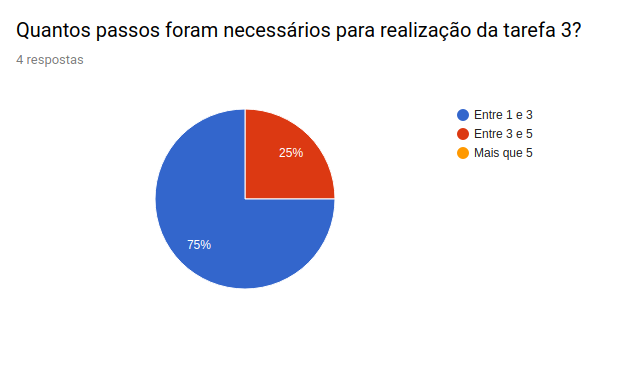 Quantos passos foram necessários para realização da tarefa 3?
4 respostas
Entre 1 e 3
Entre 3 e 5
Mais que 5
25%
75%